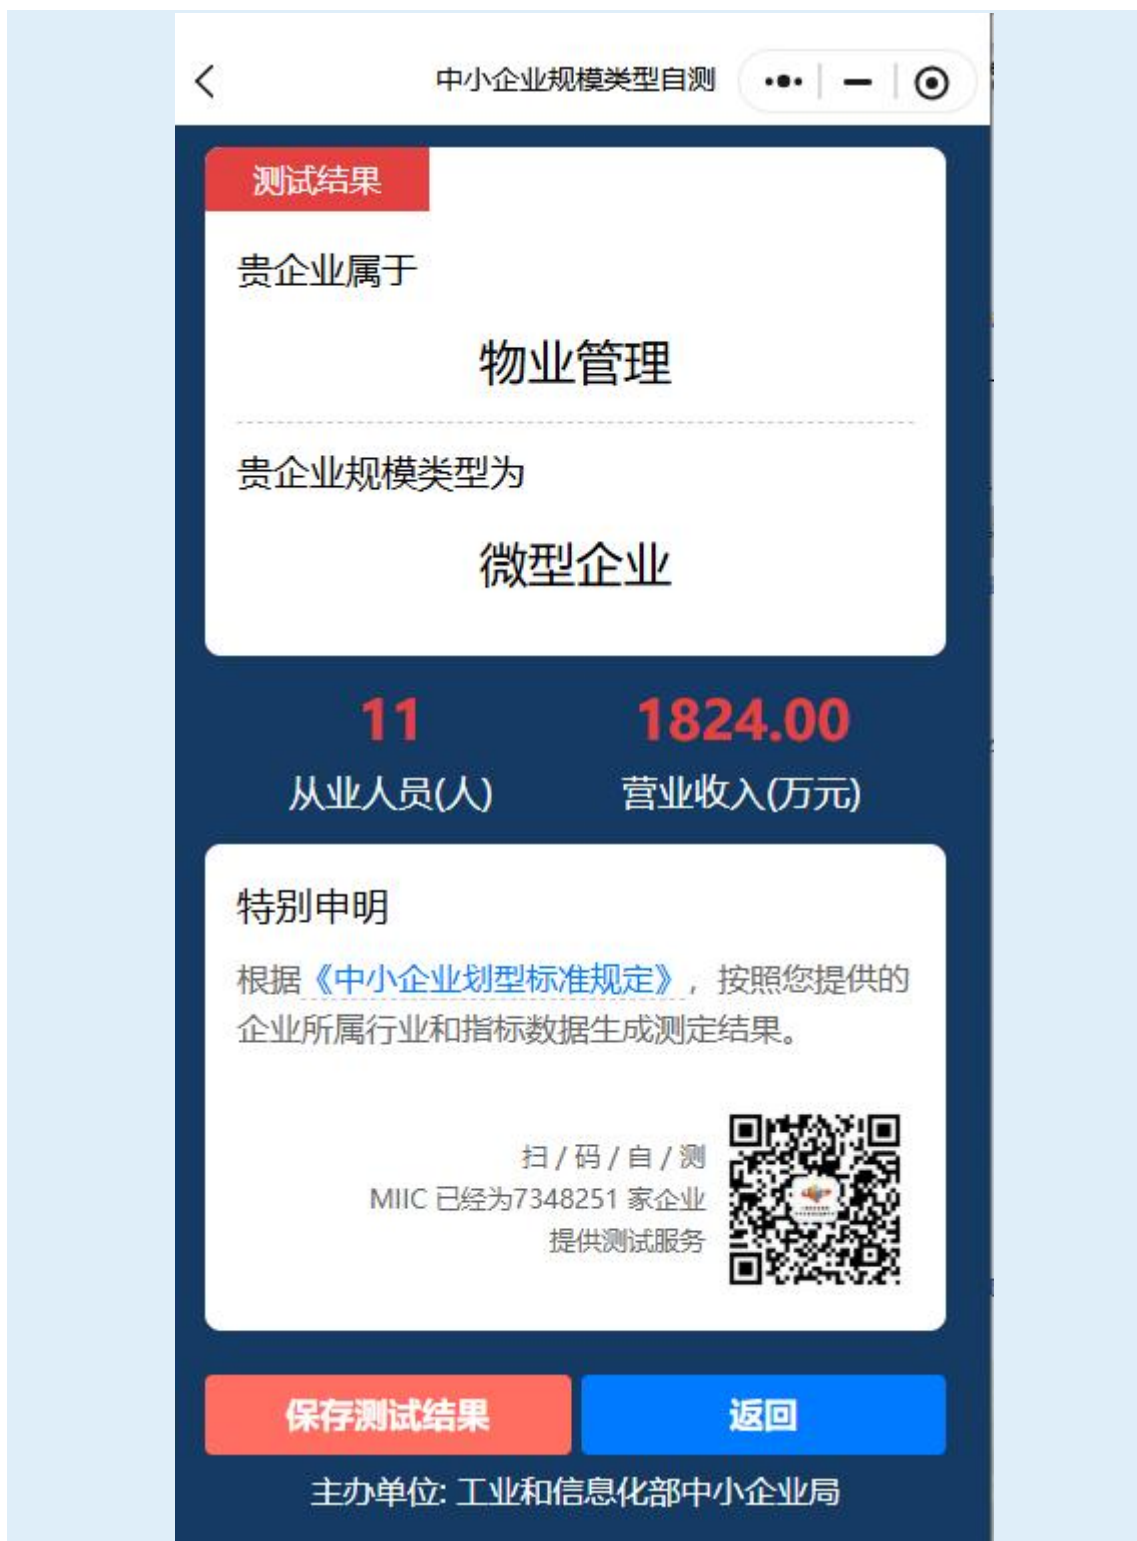 中小企业规模类型自测
测试结果
贵企业属于
物业管理
贵企业规模类型为
微型企业
11
1824.00
从业人员(人)
营业收入(万元)
特别申明
根据《中小企业划型标准规定》，按照您提供的
企业所属行业和指标数据生成测定结果。
扫 / 码 / 自 / 测
MIIC 已经为7348251 家企业
提供测试服务
保存测试结果
返回
主办单位: 工业和信息化部中小企业局